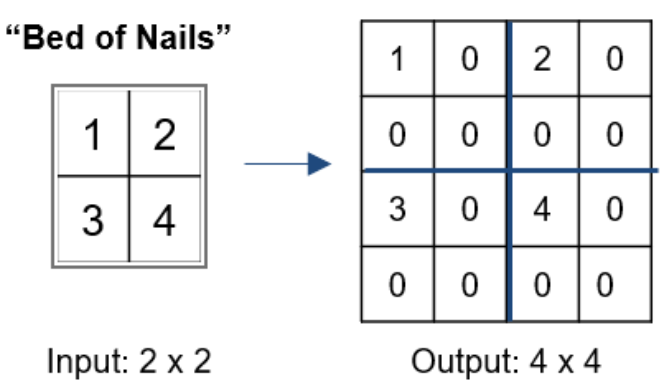 “Bed of Nails”
1 2
3 4
1 0 2 0
0 0 0 0
3 0 4 0
0 0 0 0
Input: 2 x 2
Output: 4 x 4